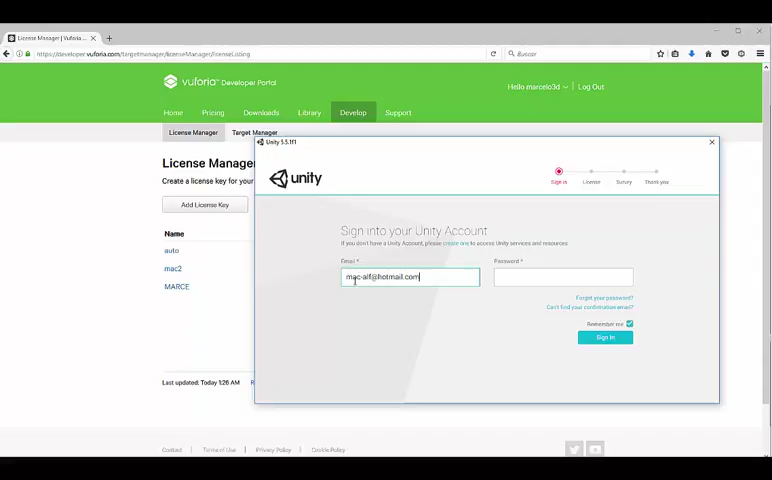 License Manager | Vuforia ...
https://developer.vuforia.com/targetmanager/licenseManager/licenseListing
Buscar
vuforia™ Developer Portal
Hello marcelo3d
Log Out
Home
Pricing
Downloads
Library
Develop
Support
License Manager
Target Manager
Unity 5.5.1f1
License Manager
Create a license key for your
unity
Sign in
License
Survey
Thank you
Add License Key
Sign into your Unity Account
If you don't have a Unity Account, please create one to access Unity services and resources.
Name
Email *
Password *
auto
mac-alf@hotmail.com
mac2
MARCE
Forgot your password?
Can't find your confirmation email?
Remember me
Sign In
Last updated: Today 1:26 AM
R
Contact
Terms of Use
Privacy Policy
Cookie Policy